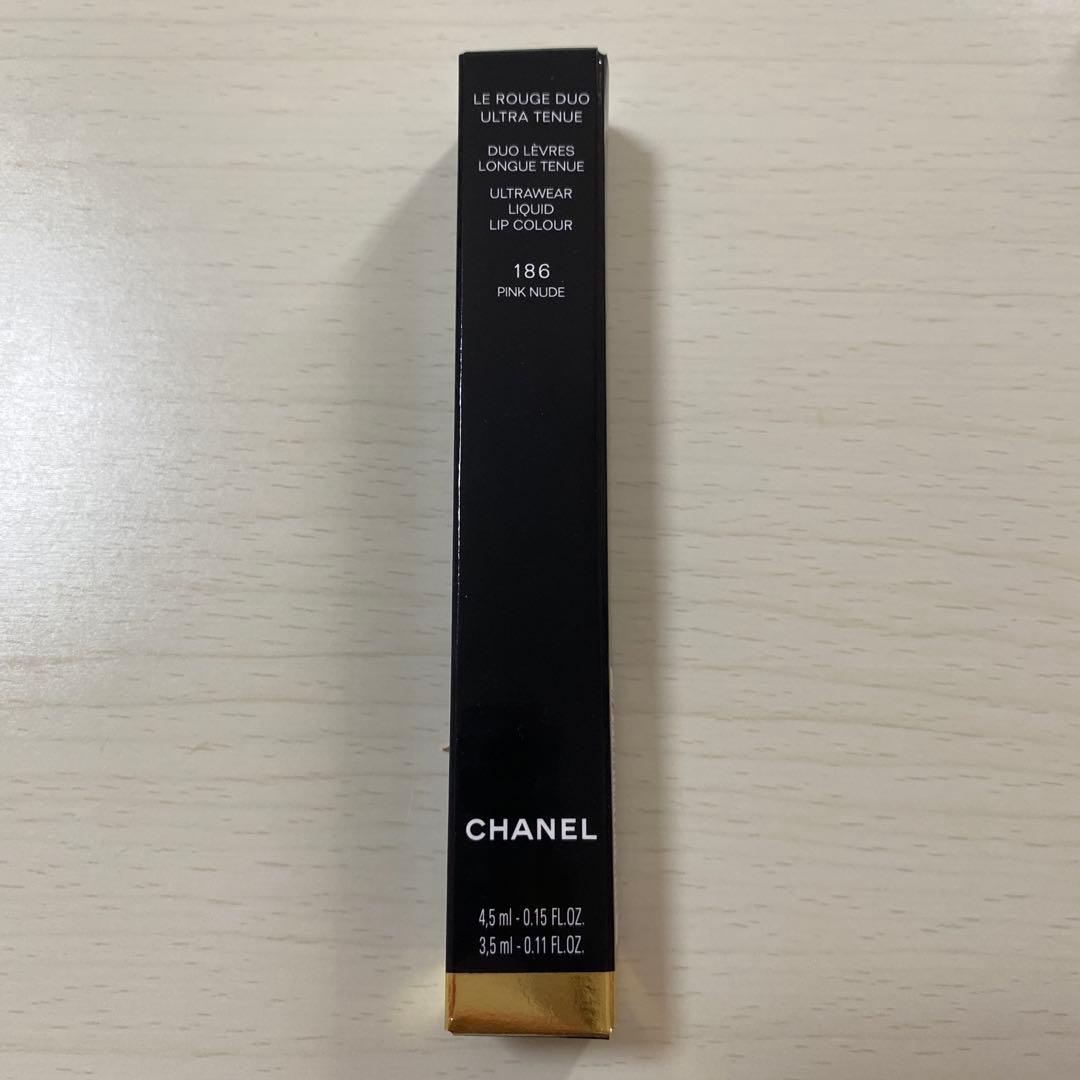 LE ROUGE DUO
ULTRA TENUE
DUO LÈVRES
LONGUE TENUE
ULTRAWEAR
LIQUID
LIP COLOUR
186
PINK NUDE
CHANEL
4,5 ml - 0.15 FL.OZ.
3,5 ml - 0.11 FL.OZ.